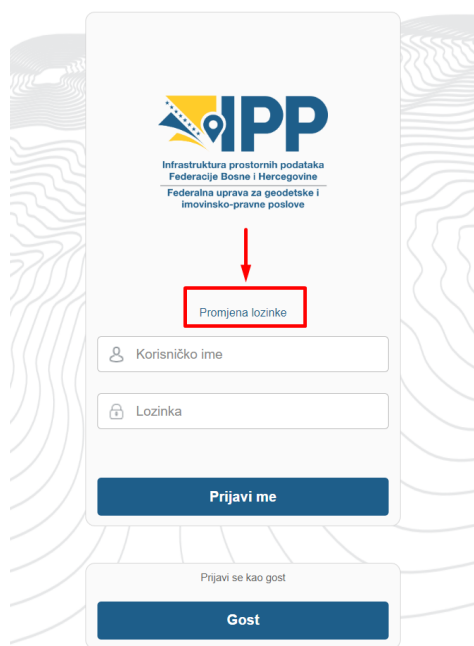 IPP
Infrastruktura prostornih podataka
Federacije Bosne i Hercegovine
Federalna uprava za geodetske i
imovinsko-pravne poslove
Promjena lozinke
Korisničko ime
Lozinka
Prijavi me
Prijavi se kao gost
Gost